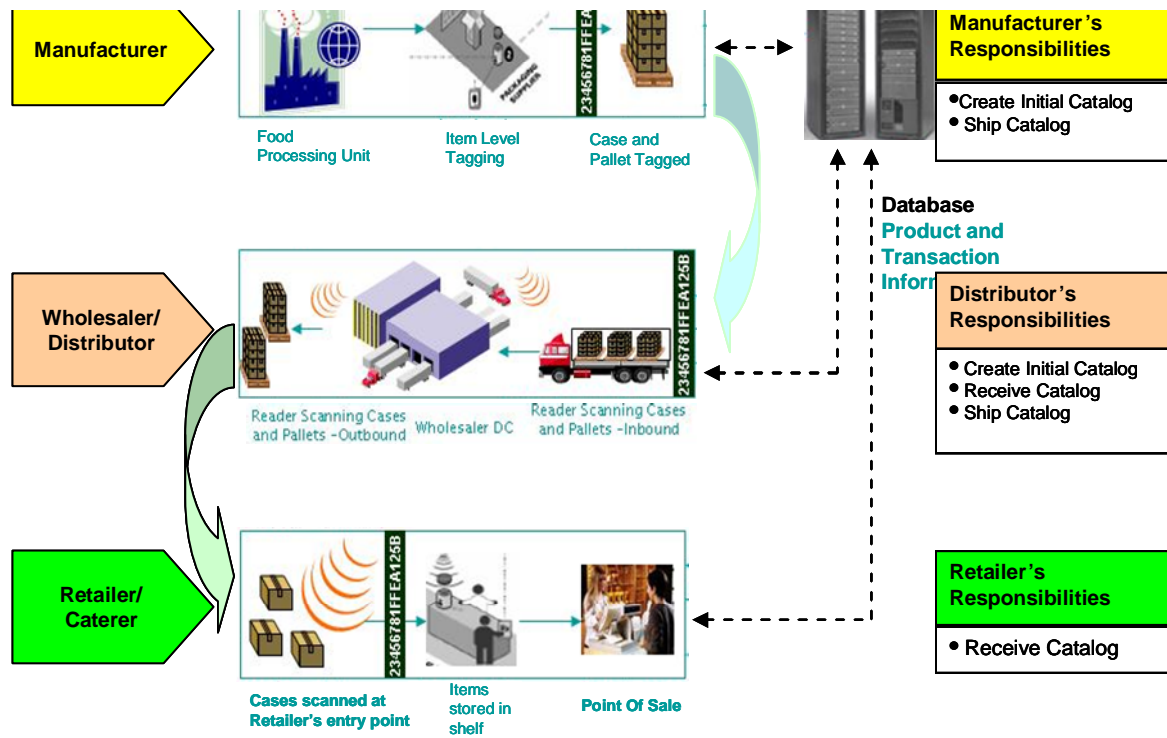 Manufacturer
PACKAGING
SUPPLIER
23456781FFEA
Food
Processing Unit
Item Level
Tagging
Case and
Pallet Tagged
Manufacturer's
Responsibilities
•Create Initial Catalog
• Ship Catalog
Database
Product and
Transaction
Infor
Wholesaler/
Distributor
Reader Scanning Cases
and Pallets -Outbound
Wholesaler DC
Reader Scanning Cases
and Pallets -Inbound
23456781FFEA125B
Distributor's
Responsibilities
• Create Initial Catalog
• Receive Catalog
• Ship Catalog
Retailer/
Caterer
23456781FFEA125B
Cases scanned at
Retailer's entry point
Items
stored in
shelf
Point Of Sale
Retailer's
Responsibilities
• Receive Catalog